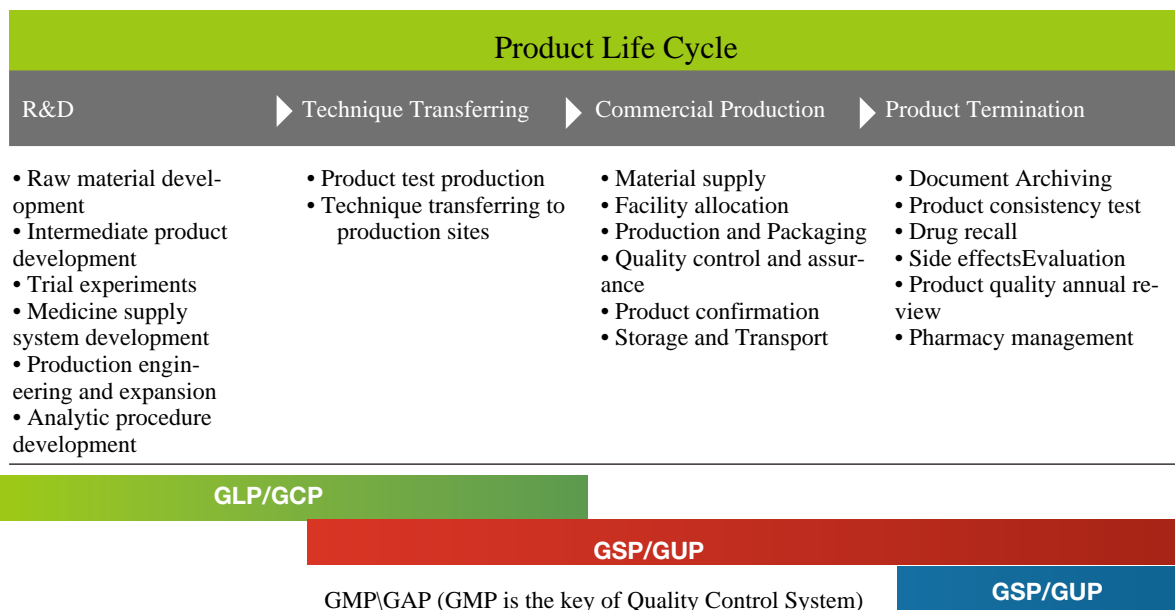 Product Life Cycle
R&D
Technique Transferring
Commercial Production
Product Termination
• Raw material devel-
opment
• Intermediate product
development
• Trial experiments
• Medicine supply
system development
• Production engin-
eering and expansion
• Analytic procedure
development
• Product test production
• Technique transferring to
production sites
• Material supply
• Facility allocation
• Production and Packaging
• Quality control and assur-
ance
• Product confirmation
• Storage and Transport
• Document Archiving
• Product consistency test
• Drug recall
• Side effectsEvaluation
• Product quality annual re-
view
• Pharmacy management
GLP/GCP
GSP/GUP
GMP\GAP (GMP is the key of Quality Control System)
GSP/GUP